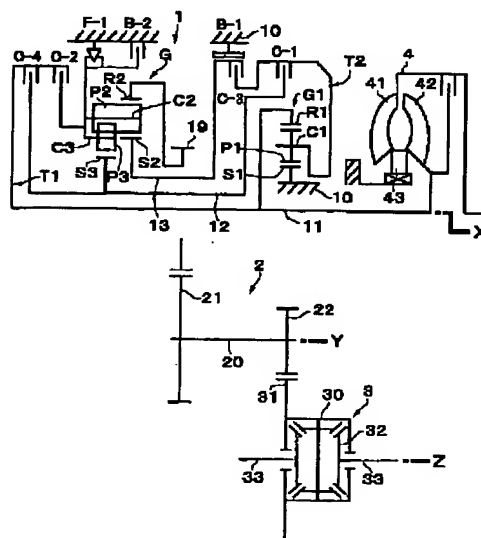 F-1 B-2 1 B-1 10
C-4 C-2 R2 G C-1 T2 4
P2 C2 C-3 G1 41 42
R1
19 C1
C3 S2 P1
S3 P3 S1
T1 10 43
13 12 11 X
2
21 22
20 Y
31 30 3
32
33 33 Z